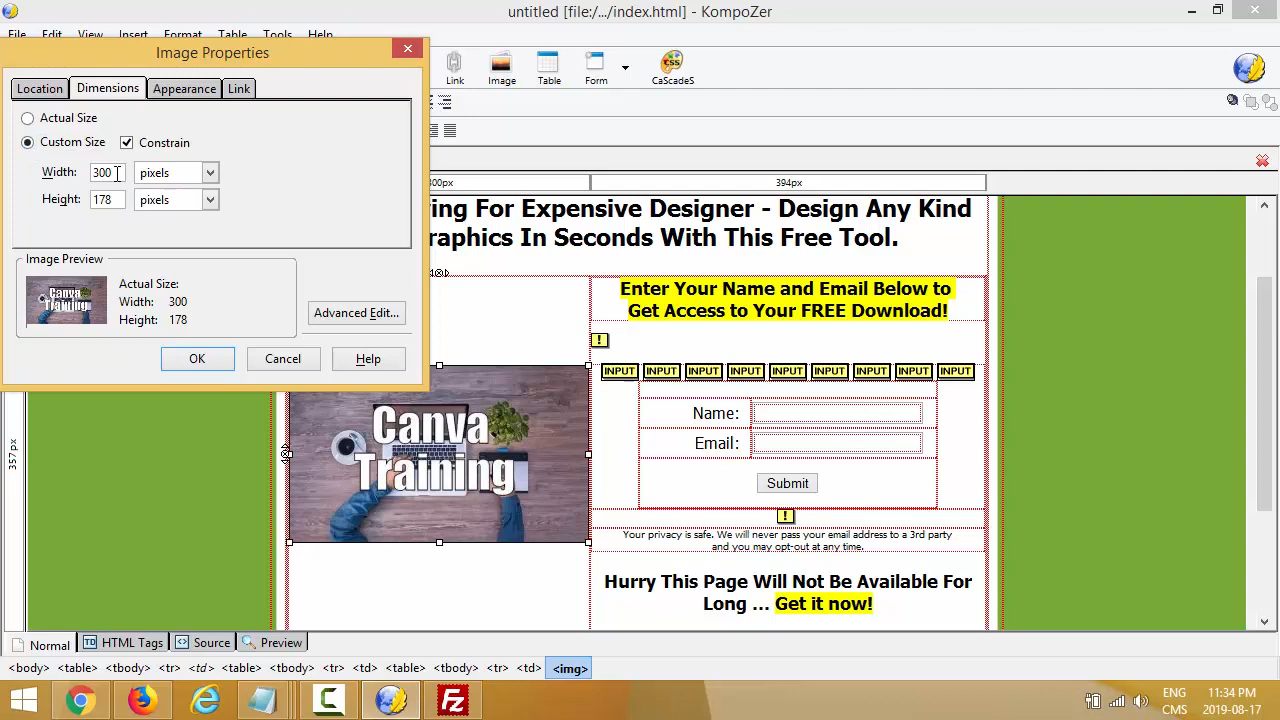 untitled [file:/.../index.html] - KompoZer
File Edit View Insert Format Table Tools Help
Image Properties
Link Image Table Form CaScadeS
Location Dimensions Appearance Link
Actual Size
Custom Size Constrain
Width: 300 pixels
Height: 178 pixels
Image Preview
Actual Size:
Width: 300
Height: 178
Advanced Edit...
OK Cancel Help
300px 394px
ing For Expensive Designer - Design Any Kind
raphics In Seconds With This Free Tool.
Enter Your Name and Email Below to
Get Access to Your FREE Download!
!
INPUT INPUT INPUT INPUT INPUT INPUT INPUT INPUT INPUT
Name:
Email:
Submit
!
Canva
Training
Your privacy is safe. We will never pass your email address to a 3rd party
and you may opt-out at any time.
Hurry This Page Will Not Be Available For
Long ... Get it now!
357px
Normal TD HTML Tags <> Source Preview
<body> <table> <tbody> <tr> <td> <table> <tbody> <tr> <td> <table> <tbody> <tr> <td> <img>
ENG 11:34 PM
CMS 2019-08-17